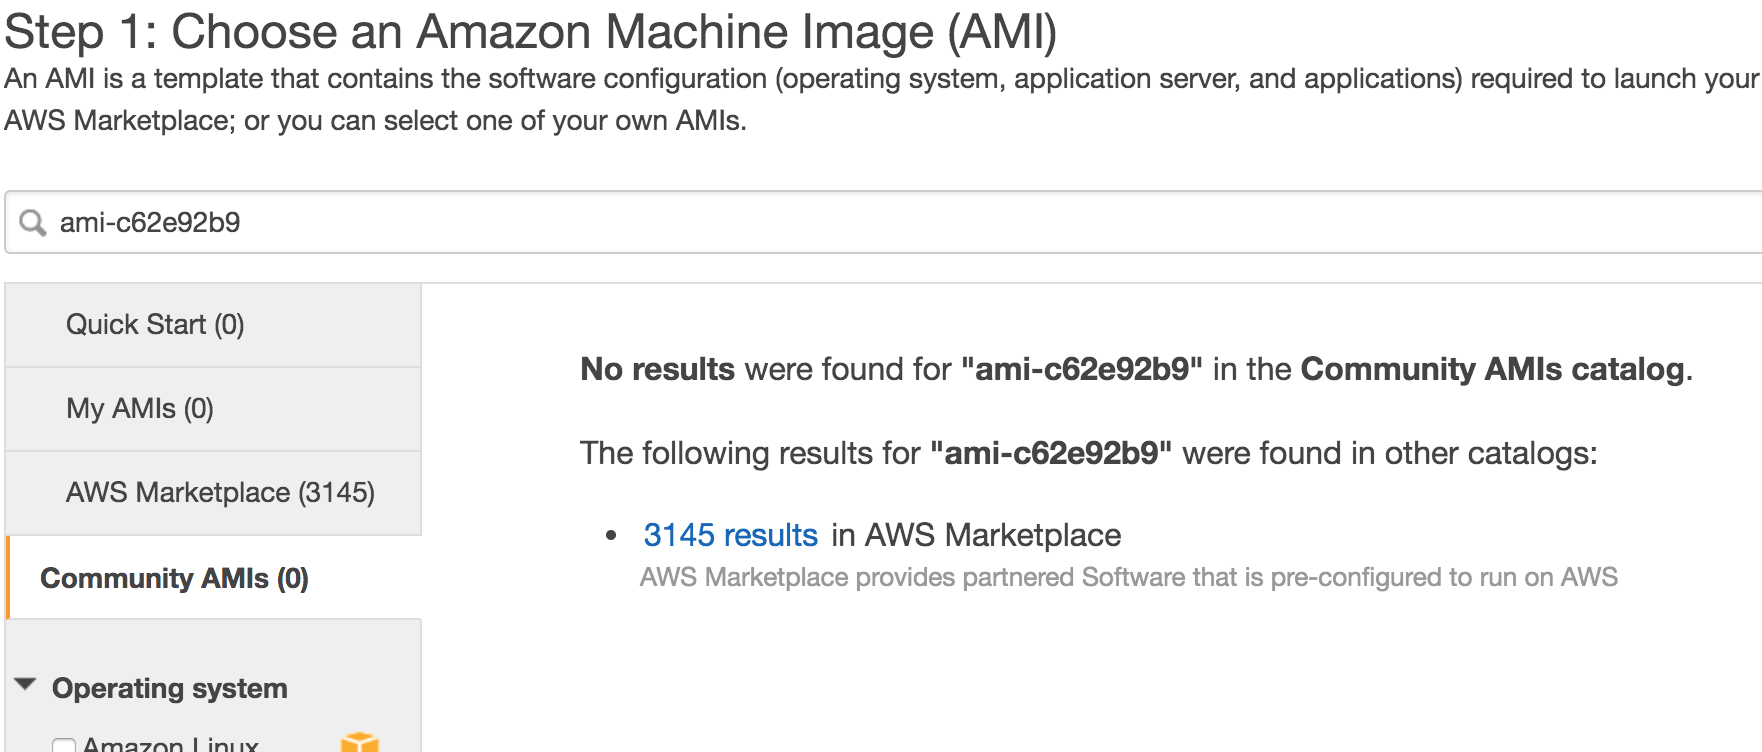 Step 1: Choose an Amazon Machine Image (AMI)
An AMI is a template that contains the software configuration (operating system, application server, and applications) required to launch your
AWS Marketplace; or you can select one of your own AMIs.
ami-c62e92b9
Quick Start (0)
My AMIs (0)
AWS Marketplace (3145)
Community AMIs (0)
Operating system
Amazon Linux
No results were found for "ami-c62e92b9" in the Community AMIs catalog.
The following results for "ami-c62e92b9" were found in other catalogs:
• 3145 results in AWS Marketplace
AWS Marketplace provides partnered Software that is pre-configured to run on AWS